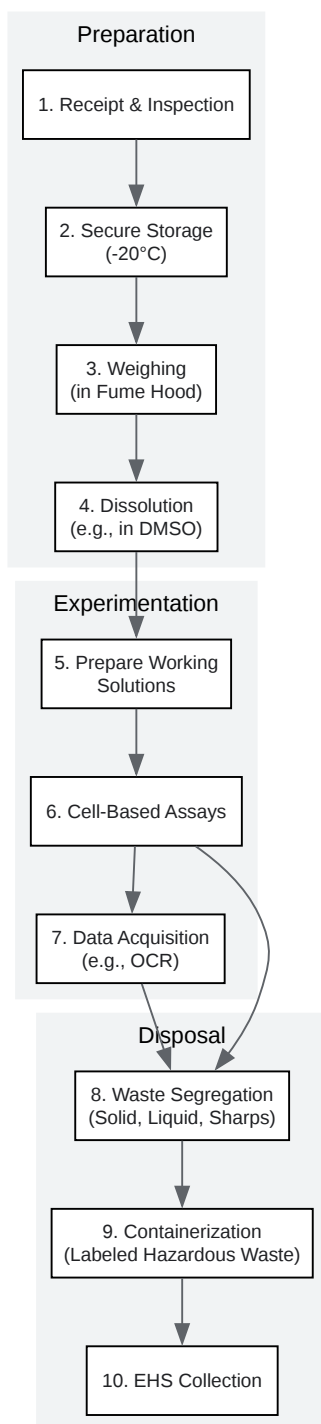 Preparation
1. Receipt & Inspection
2. Secure Storage
(-20°C)
3. Weighing
(in Fume Hood)
4. Dissolution
(e.g., in DMSO)
Experimentation
5. Prepare Working
Solutions
6. Cell-Based Assays
7. Data Acquisition
(e.g., OCR)
Disposal
8. Waste Segregation
(Solid, Liquid, Sharps)
9. Containerization
(Labeled Hazardous Waste)
10. EHS Collection